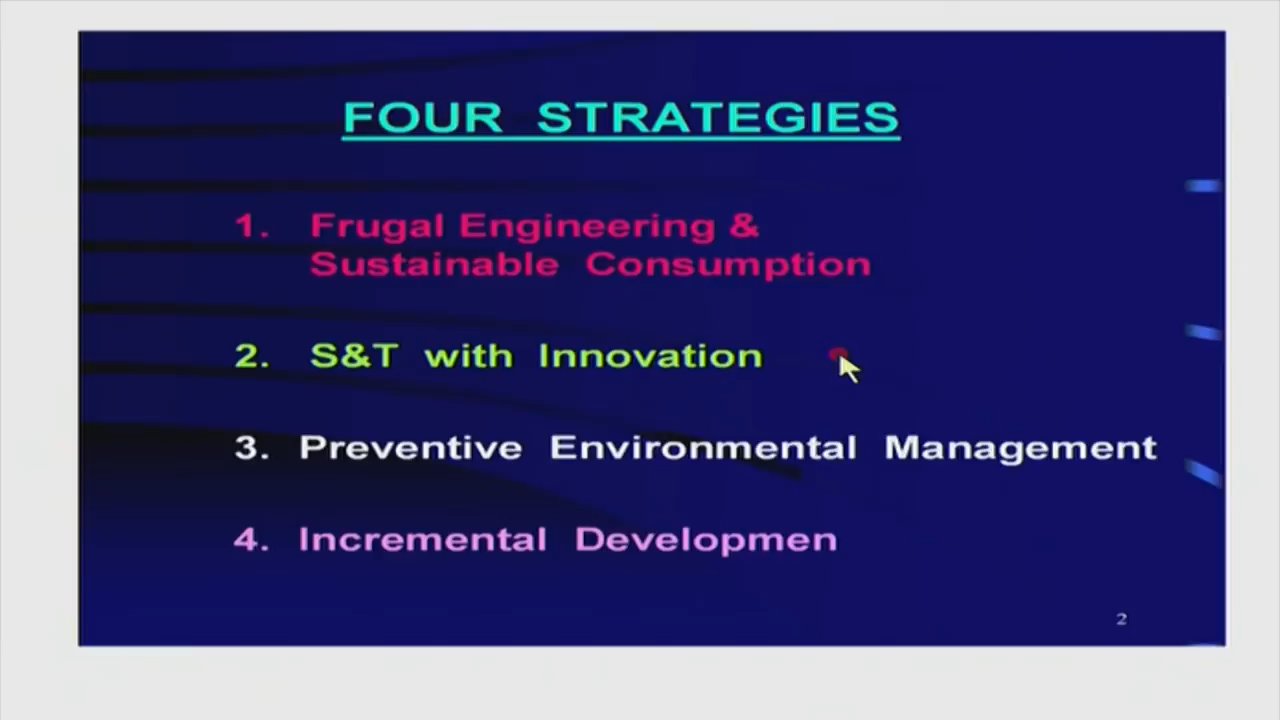 FOUR STRATEGIES
1. Frugal Engineering &
Sustainable Consumption
2. S&T with Innovation
3. Preventive Environmental Management
4. Incremental Developmen
2